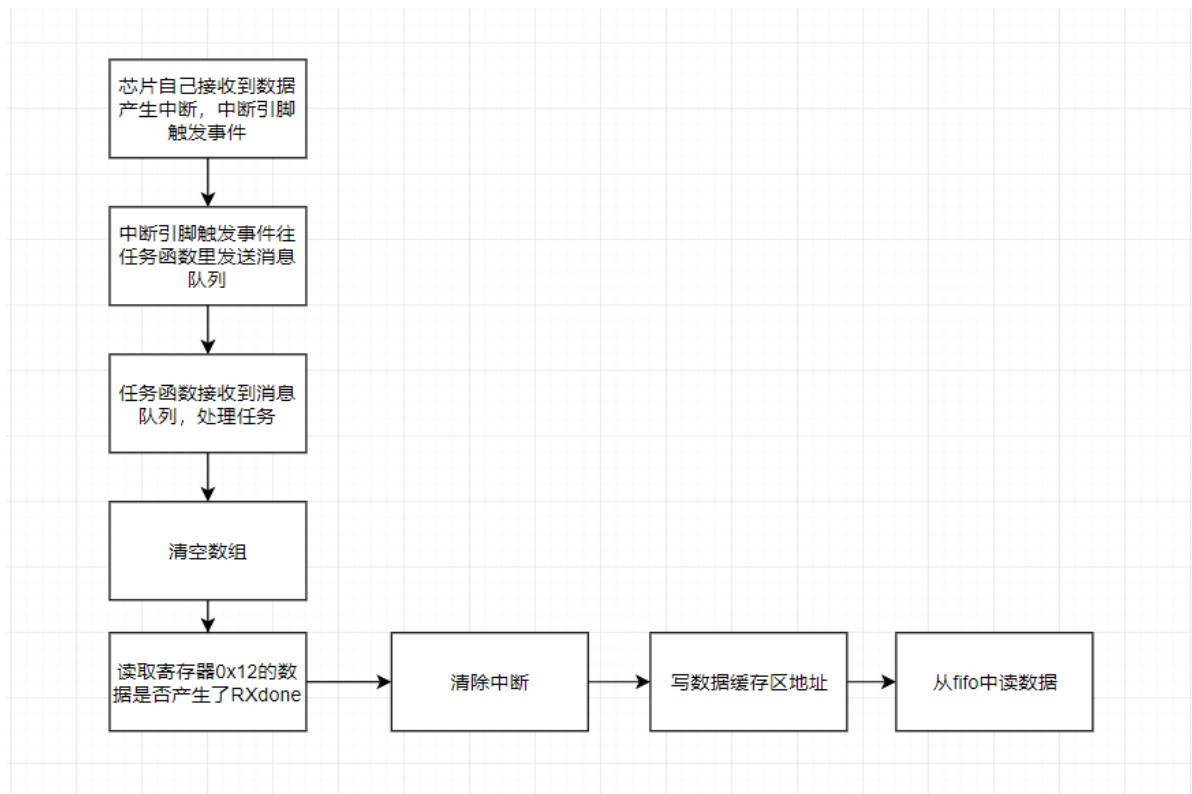 芯片自己接收到数据
产生中断，中断引脚
触发事件
中断引脚触发事件往
任务函数里发送消息
队列
任务函数接收到消息
队列，处理任务
清空数组
读取寄存器0x12的数
据是否产生了RXdone
清除中断
写数据缓存区地址
从fifo中读数据